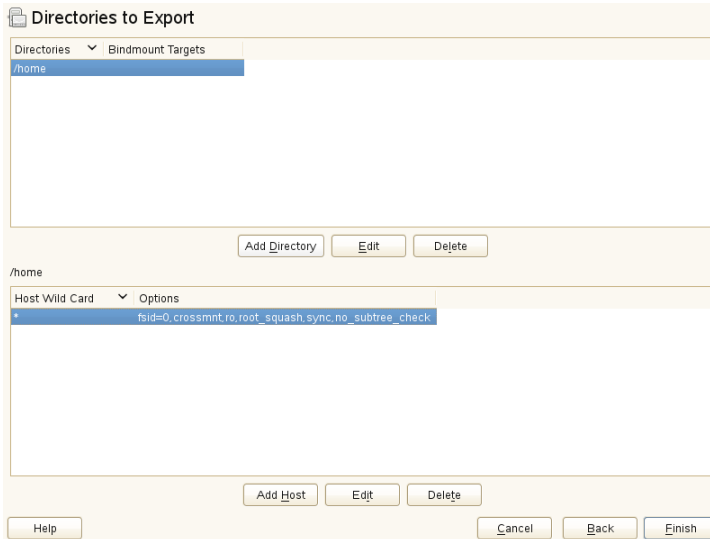 Directories to Export
Directories Bindmount Targets
/home
Add Directory Edit Delete
/home
Host Wild Card Options
* fsid=0,crossmnt,ro,root_squash,sync,no_subtree_check
Add Host Edit Delete
Help Cancel Back Finish